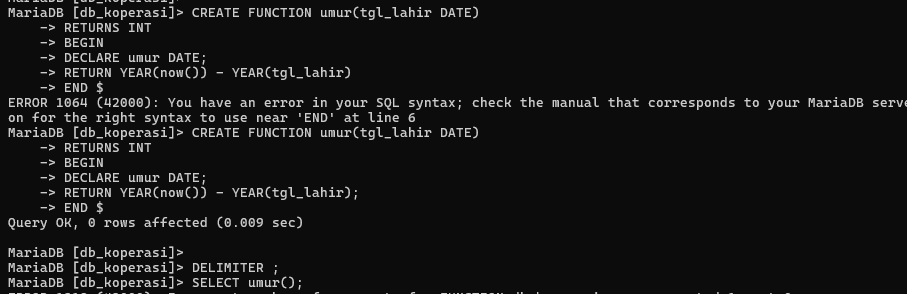 MariaDB [db_koperasi]> CREATE FUNCTION umur(tgl_lahir DATE)
    -> RETURNS INT
    -> BEGIN
    -> DECLARE umur DATE;
    -> RETURN YEAR(now()) - YEAR(tgl_lahir)
    -> END $
ERROR 1064 (42000): You have an error in your SQL syntax; check the manual that corresponds to your MariaDB serve
on for the right syntax to use near 'END' at line 6
MariaDB [db_koperasi]> CREATE FUNCTION umur(tgl_lahir DATE)
    -> RETURNS INT
    -> BEGIN
    -> DECLARE umur DATE;
    -> RETURN YEAR(now()) - YEAR(tgl_lahir);
    -> END $
Query OK, 0 rows affected (0.009 sec)
MariaDB [db_koperasi]>
MariaDB [db_koperasi]> DELIMITER ;
MariaDB [db_koperasi]> SELECT umur();